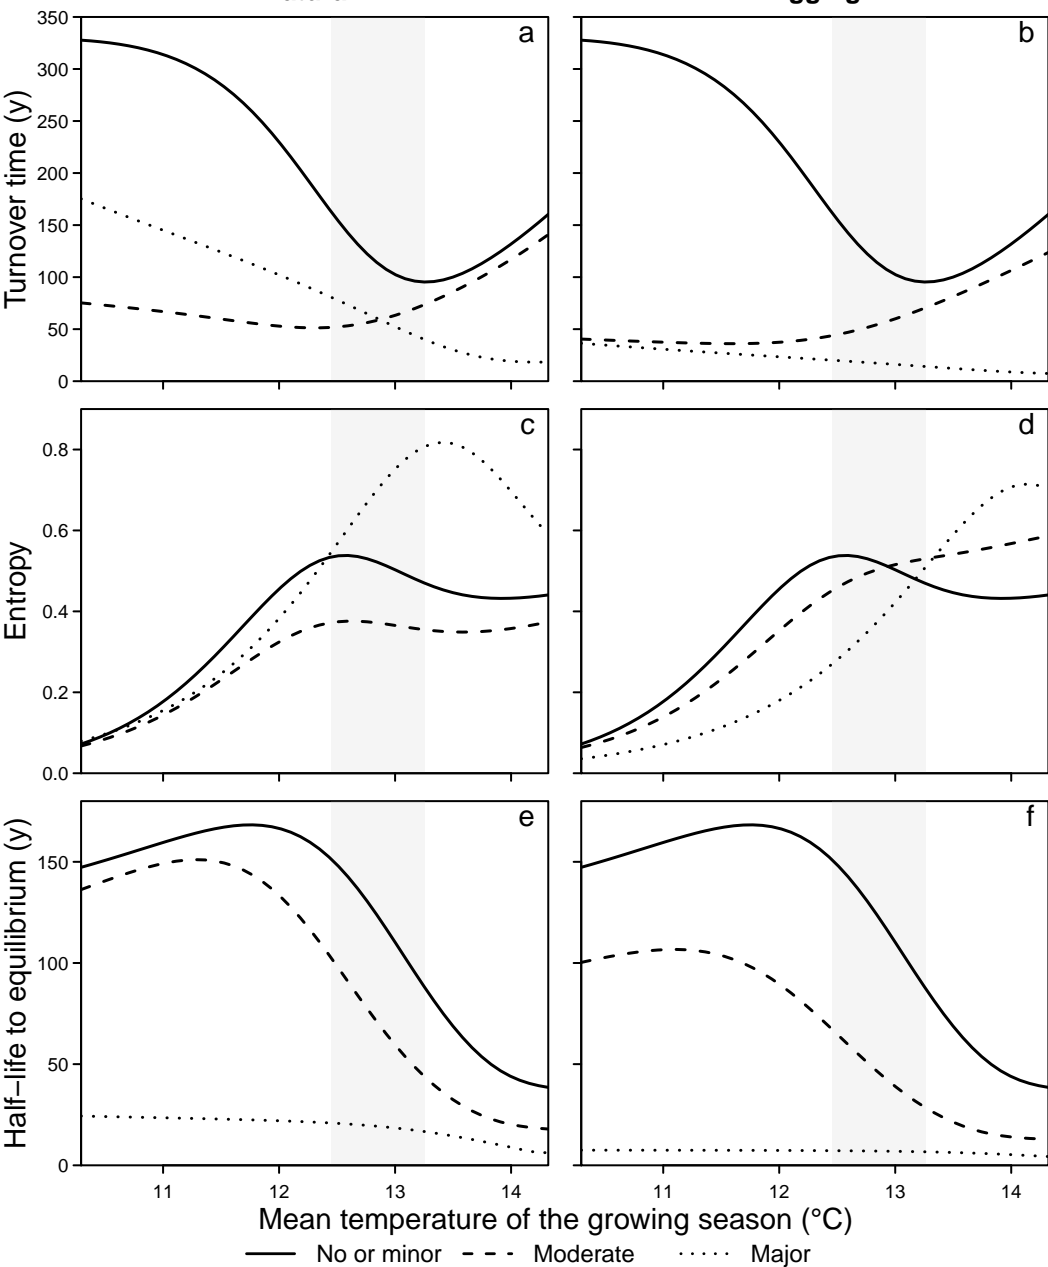 a b
350
300
250
200
150
100
50
0
Turnover time (y)
c d
0.8
0.6
0.4
0.2
0.0
Entropy
e f
150
100
50
0
Half−life to equilibrium (y)
11 12 13 14 11 12 13 14
Mean temperature of the growing season (°C)
No or minor Moderate Major